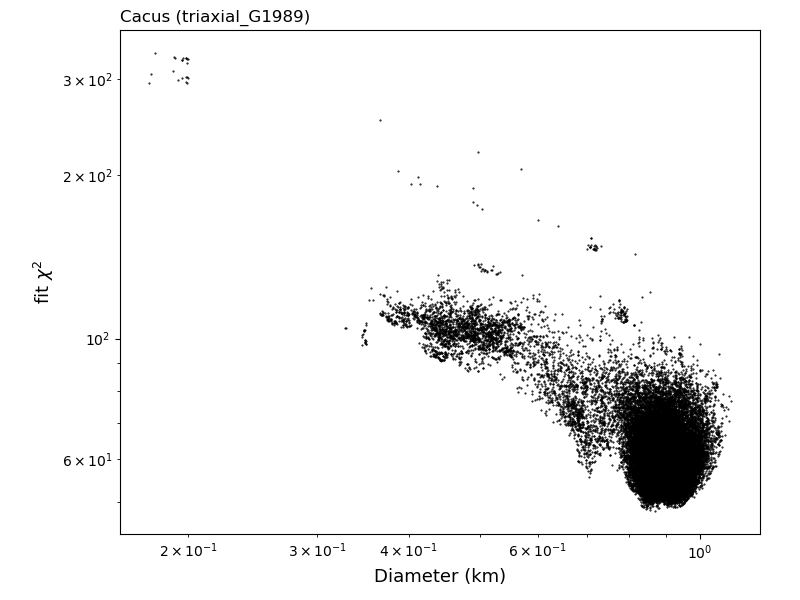 Cacus (triaxial_G1989)
3 × 10²
2 × 10²
fit χ²
10²
6 × 10¹
2 × 10⁻¹ 3 × 10⁻¹ 4 × 10⁻¹ 6 × 10⁻¹ 10⁰
Diameter (km)